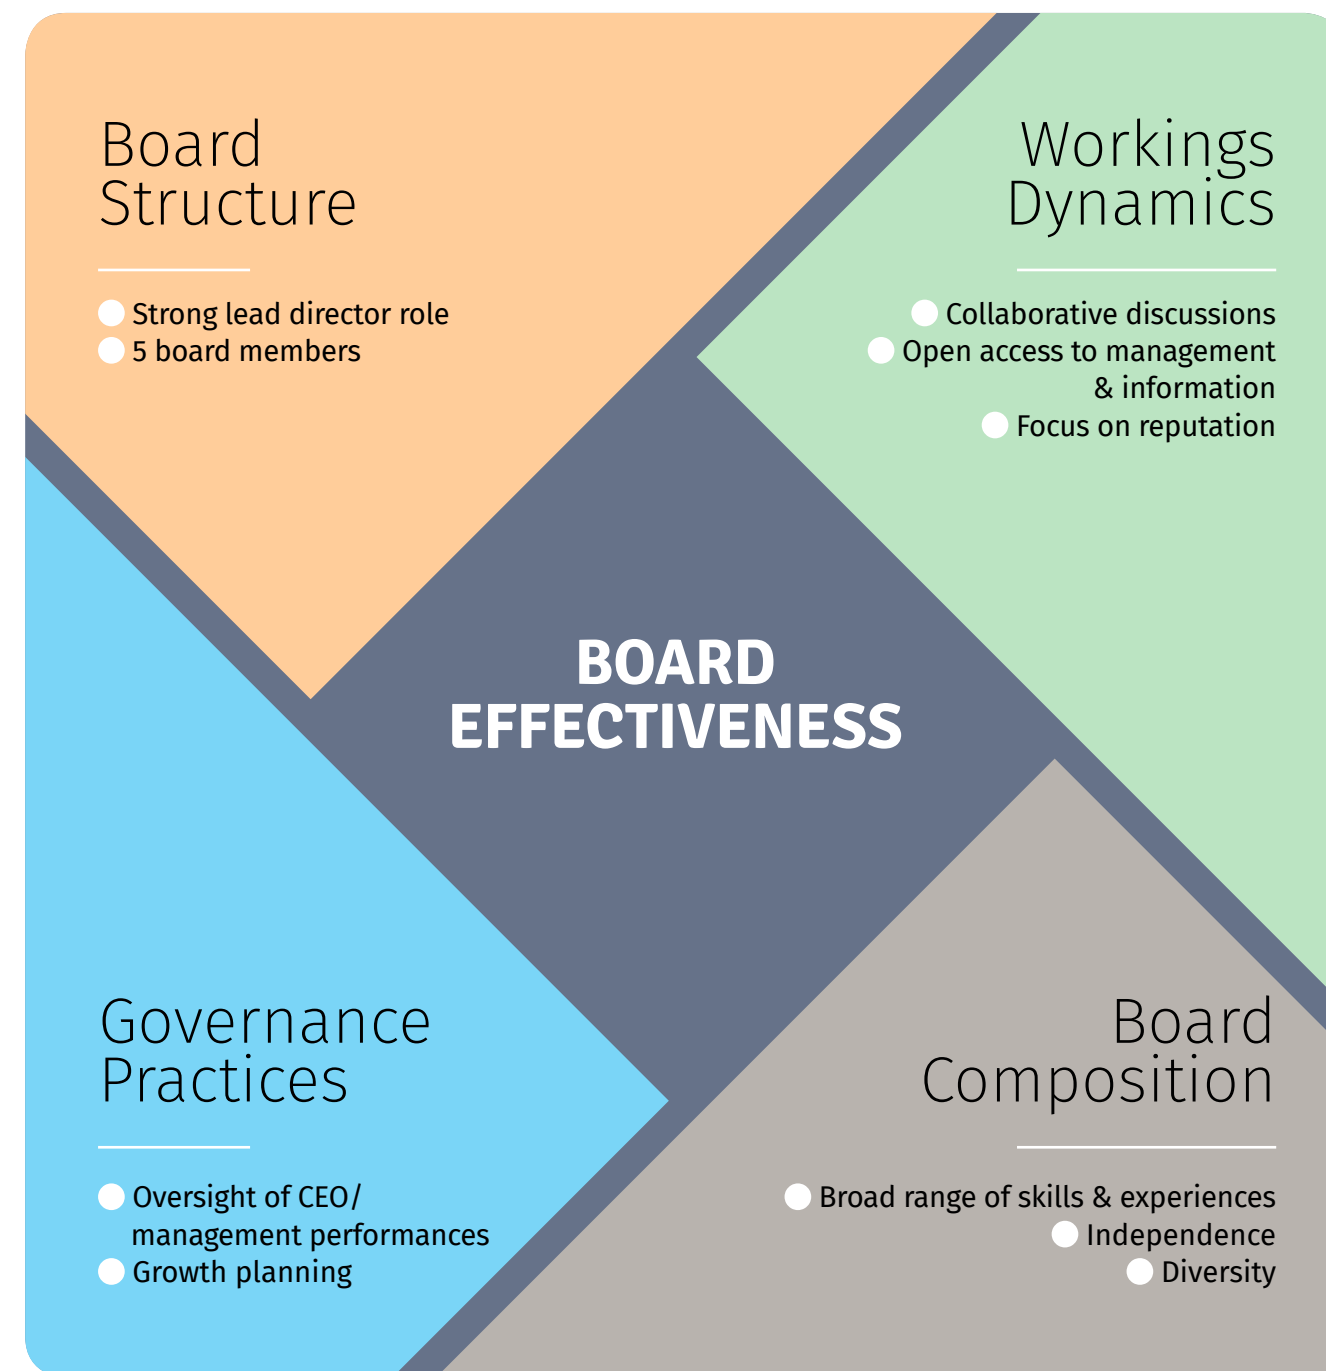 Board
Structure
Strong lead director role
5 board members
Workings
Dynamics
Collaborative discussions
Open access to management
& information
Focus on reputation
BOARD
EFFECTIVENESS
Governance
Practices
Oversight of CEO/
management performances
Growth planning
Board
Composition
Broad range of skills & experiences
Independence
Diversity